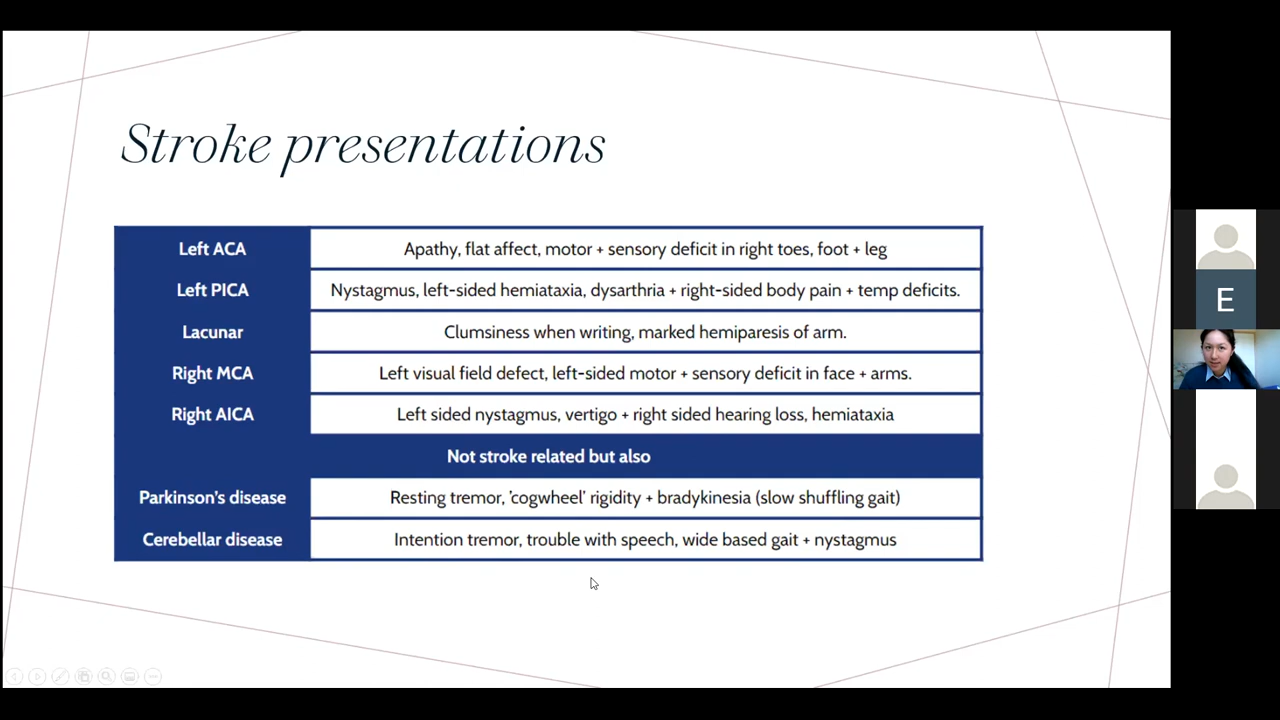 Stroke presentations
Left ACA
Apathy, flat affect, motor + sensory deficit in right toes, foot + leg
Left PICA
Nystagmus, left-sided hemiataxia, dysarthria + right-sided body pain + temp deficits.
Lacunar
Clumsiness when writing, marked hemiparesis of arm.
Right MCA
Left visual field defect, left-sided motor + sensory deficit in face + arms.
Right AICA
Left sided nystagmus, vertigo + right sided hearing loss, hemiataxia
Not stroke related but also
Parkinson's disease
Resting tremor, 'cogwheel' rigidity + bradykinesia (slow shuffling gait)
Cerebellar disease
Intention tremor, trouble with speech, wide based gait + nystagmus
E